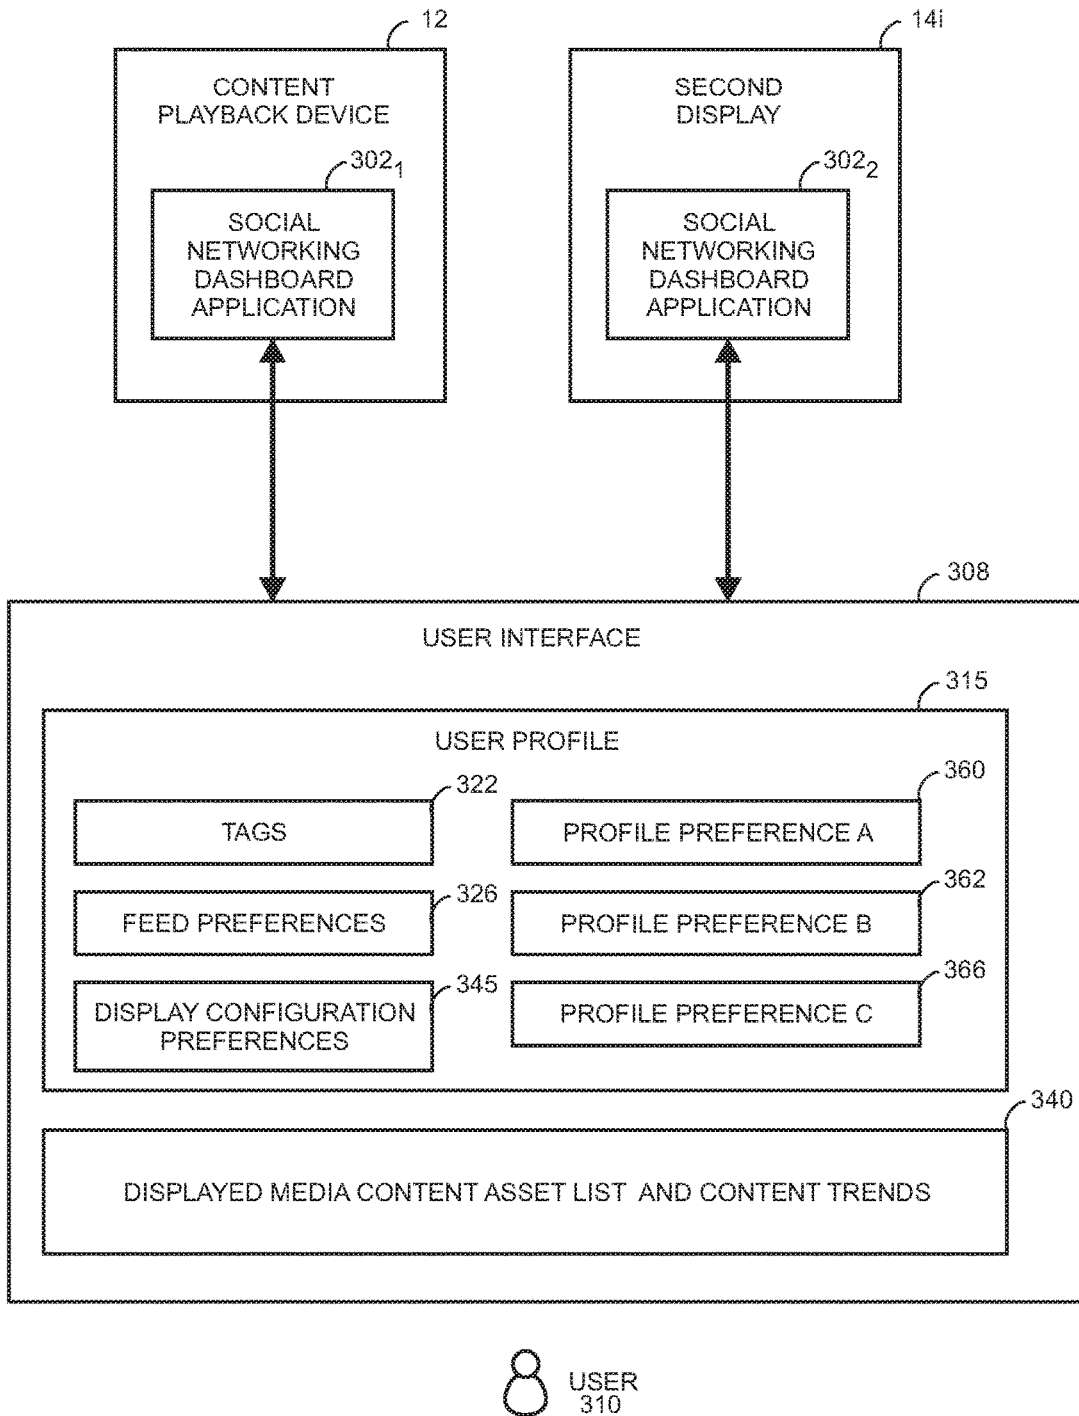 12
14i
CONTENT
PLAYBACK DEVICE
SECOND
DISPLAY
302₁
302₂
SOCIAL
NETWORKING
DASHBOARD
APPLICATION
SOCIAL
NETWORKING
DASHBOARD
APPLICATION
308
USER INTERFACE
315
USER PROFILE
322
360
TAGS
PROFILE PREFERENCE A
326
362
FEED PREFERENCES
PROFILE PREFERENCE B
345
366
DISPLAY CONFIGURATION
PREFERENCES
PROFILE PREFERENCE C
340
DISPLAYED MEDIA CONTENT ASSET LIST AND CONTENT TRENDS
USER
310